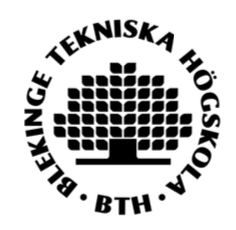 BLEKINGE TEKNISKA HÖGSKOLA
· BTH ·